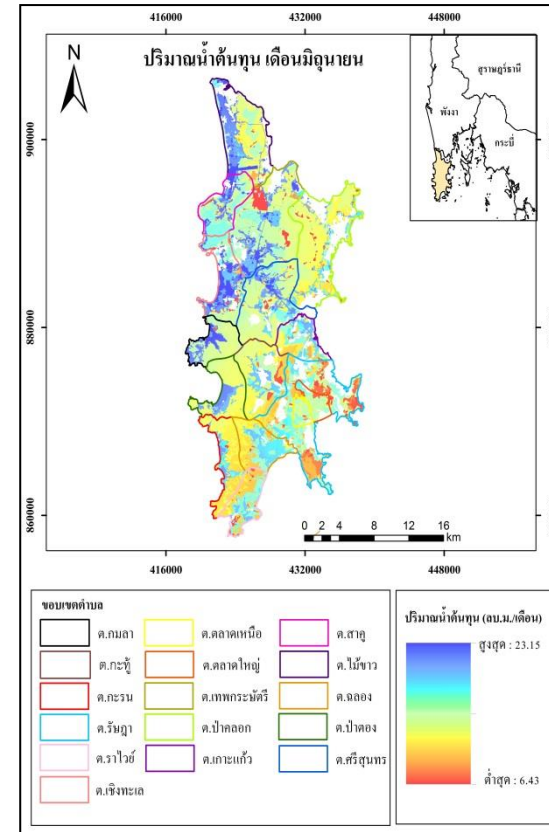 416000 432000 448000
N
ปริมาณน้ำต้นทุน เดือนมิถุนายน
สุราษฎร์ธานี
พังงา
กระบี่
900000 900000
880000 880000
860000 860000
0 2 4 8 12 16
km
416000 432000 448000
ขอบเขตตำบล
ต.กมลา ต.ตลาดเหนือ ต.สาคู
ต.กะทู้ ต.ตลาดใหญ่ ต.ไม้ขาว
ต.กะรน ต.เทพกระษัตรี ต.ฉลอง
ต.รัษฎา ต.ป่าคลอก ต.ป่าตอง
ต.ราไวย์ ต.เกาะแก้ว ต.ศรีสุนทร
ต.เชิงทะเล
ปริมาณน้ำต้นทุน (ลบ.ม./เดือน)
สูงสุด : 23.15
ต่ำสุด : 6.43